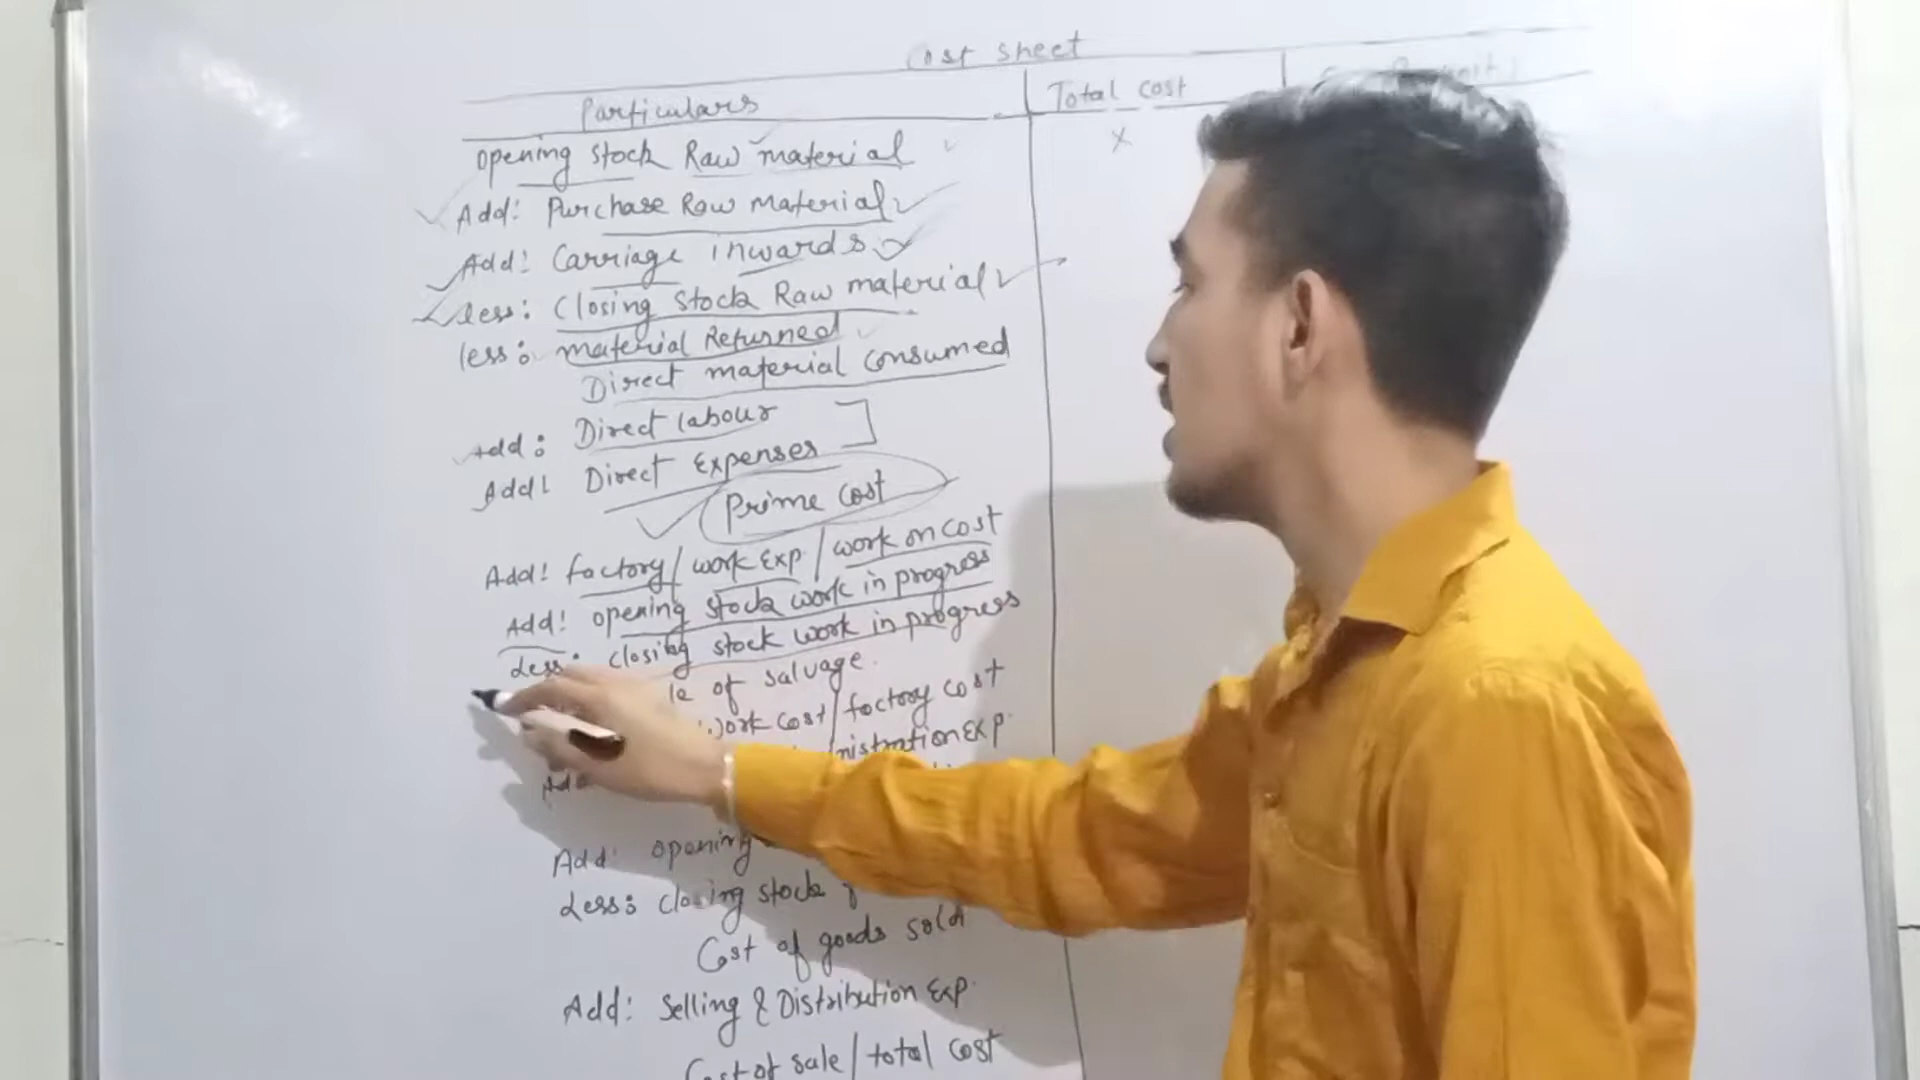 Cost sheet
Particulars
Total cost
opening stock Raw material
x
Add: Purchase Raw material
Add: Carriage inwards
Less: Closing stock Raw material
less: material Returned
Direct material consumed
Add: Direct labour
Add: Direct Expenses
Prime cost
Add: factory/work Exp./work on cost
Add: opening stock work in progress
Less: closing stock work in progress
of salvage
work cost/factory cost
Exp.
Add
Add: opening
Less: closing stock
Cost of goods sold
Add: Selling & Distribution Exp.
Cost of sale/total cost